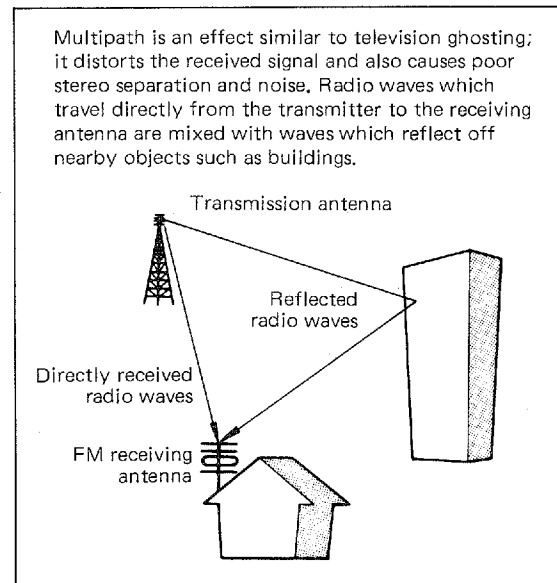 Multipath is an effect similar to television ghosting;
it distorts the received signal and also causes poor
stereo separation and noise. Radio waves which
travel directly from the transmitter to the receiving
antenna are mixed with waves which reflect off
nearby objects such as buildings.
Transmission antenna
Reflected
radio waves
Directly received
radio waves
FM receiving
antenna